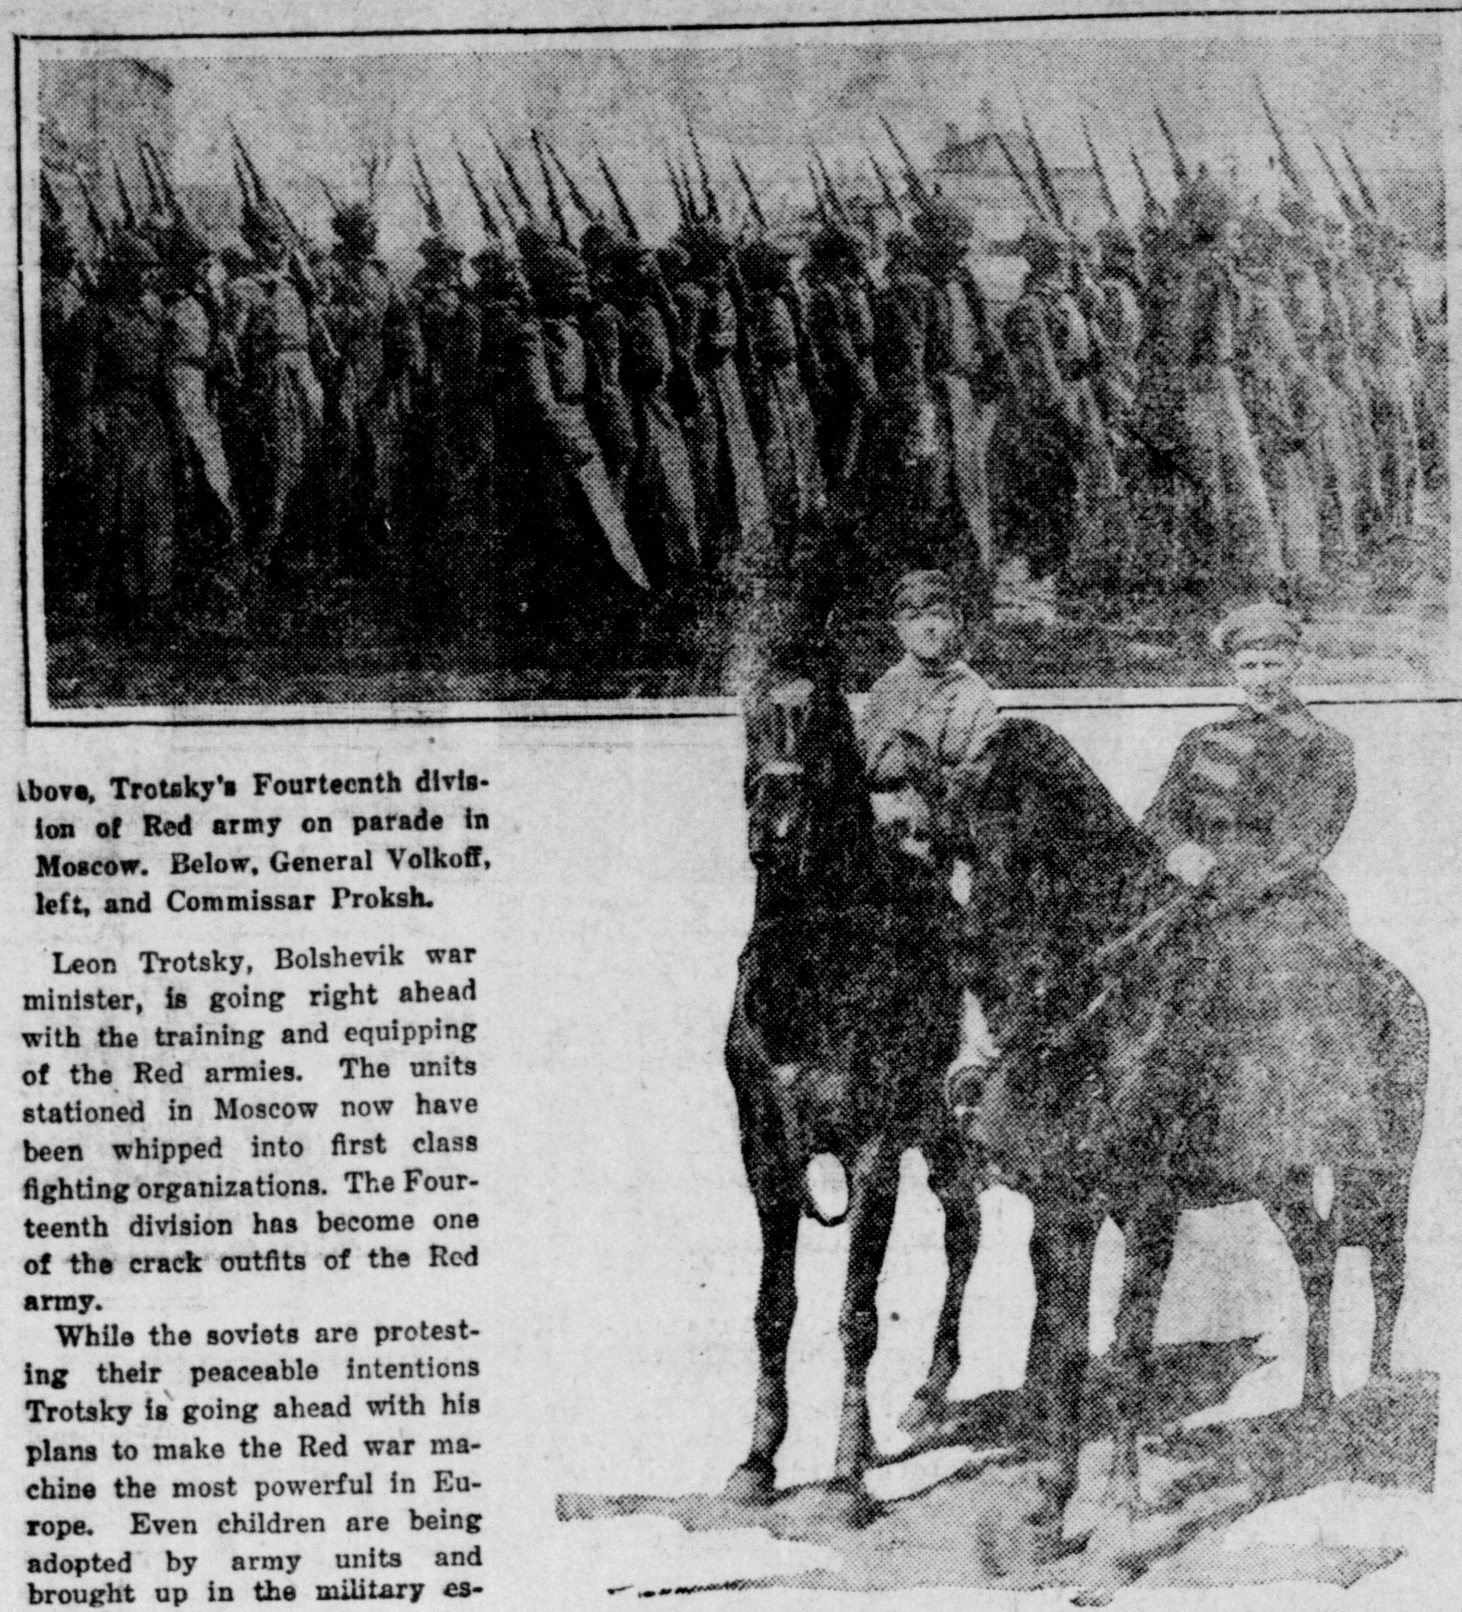 Above, Trotsky's Fourteenth divis-
ion of Red army on parade in
Moscow. Below, General Volkoff,
left, and Commissar Proksh.
Leon Trotsky, Bolshevik war
minister, is going right ahead
with the training and equipping
of the Red armies. The units
stationed in Moscow now have
been whipped into first class
fighting organizations. The Four-
teenth division has become one
of the crack outfits of the Red
army.
While the soviets are protest-
ing their peaceable intentions
Trotsky is going ahead with his
plans to make the Red war ma-
chine the most powerful in Eu-
rope. Even children are being
adopted by army units and
brought up in the military es-